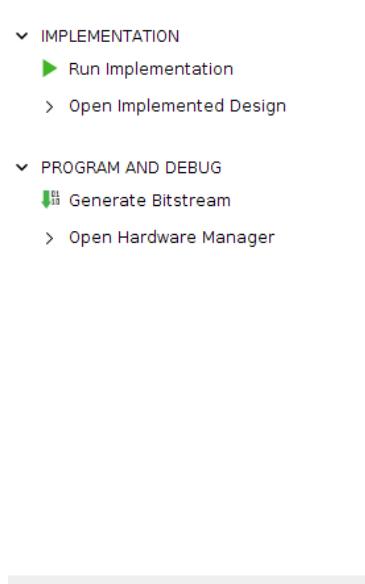 IMPLEMENTATION
Run Implementation
Open Implemented Design
PROGRAM AND DEBUG
Generate Bitstream
Open Hardware Manager